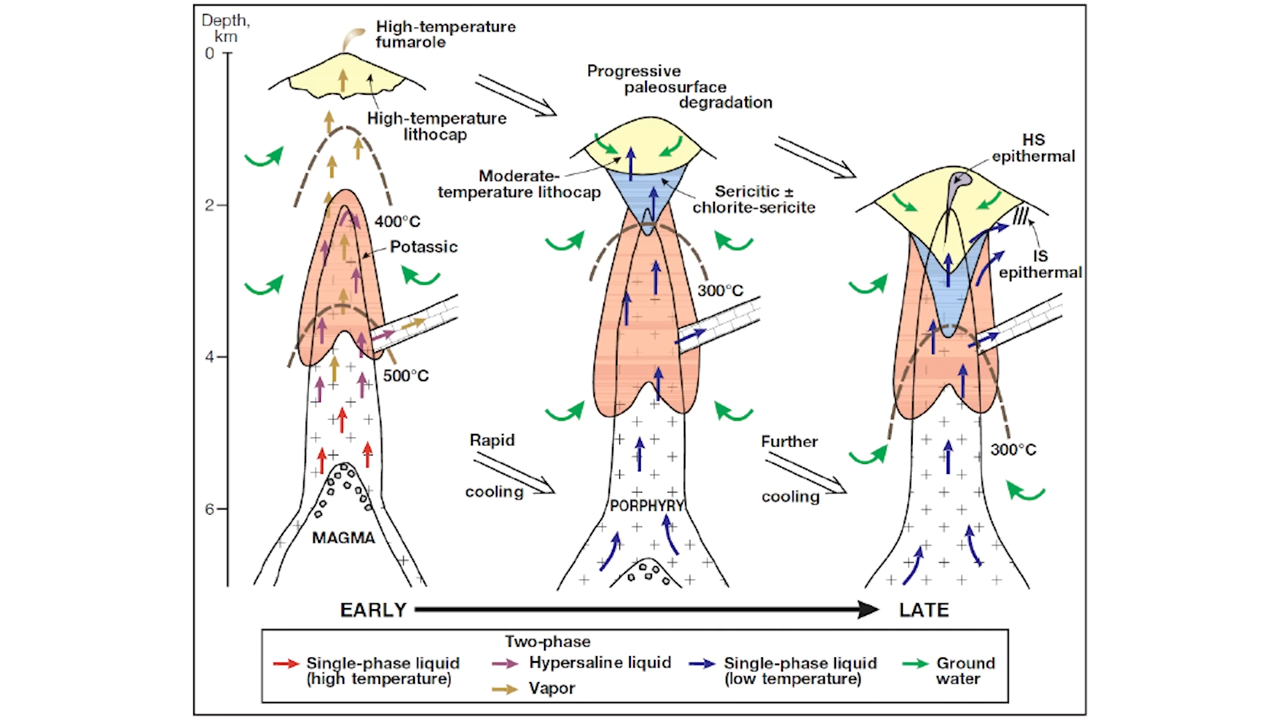 Depth,
km
0
2
4
6
High-temperature
fumarole
High-temperature
lithocap
400°C
Potassic
500°C
MAGMA
Progressive
paleosurface
degradation
Moderate-
temperature lithocap
Sericitic ±
chlorite-sericite
300°C
Rapid
cooling
PORPHYRY
HS
epithermal
IS
epithermal
300°C
Further
cooling
EARLY
LATE
Two-phase
Single-phase liquid
(high temperature)
Hypersaline liquid
Vapor
Single-phase liquid
(low temperature)
Ground
water